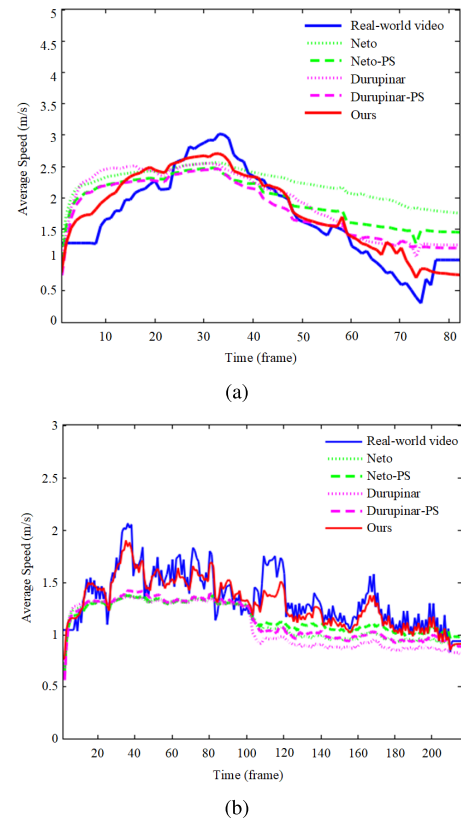 5
4.5
4
3.5
3
2.5
2
1.5
1
0.5
0
Average Speed (m/s)
Real-world video
Neto
Neto-PS
Durupinar
Durupinar-PS
Ours
10 20 30 40 50 60 70 80
Time (frame)
(a)
3
2.5
2
1.5
1
0.5
0
Average Speed (m/s)
Real-world video
Neto
Neto-PS
Durupinar
Durupinar-PS
Ours
20 40 60 80 100 120 140 160 180 200
Time (frame)
(b)